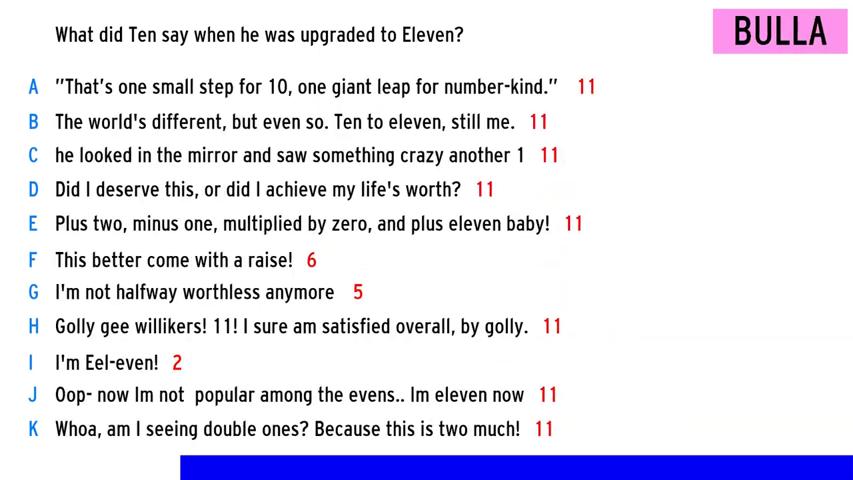 What did Ten say when he was upgraded to Eleven?
BULLA
A "That's one small step for 10, one giant leap for number-kind." 11
B The world's different, but even so. Ten to eleven, still me. 11
C he looked in the mirror and saw something crazy another 1 11
D Did I deserve this, or did I achieve my life's worth? 11
E Plus two, minus one, multiplied by zero, and plus eleven baby! 11
F This better come with a raise! 6
G I'm not halfway worthless anymore 5
H Golly gee willikers! 11! I sure am satisfied overall, by golly. 11
I I'm Eel-even! 2
J Oop- now Im not popular among the evens.. Im eleven now 11
K Whoa, am I seeing double ones? Because this is two much! 11